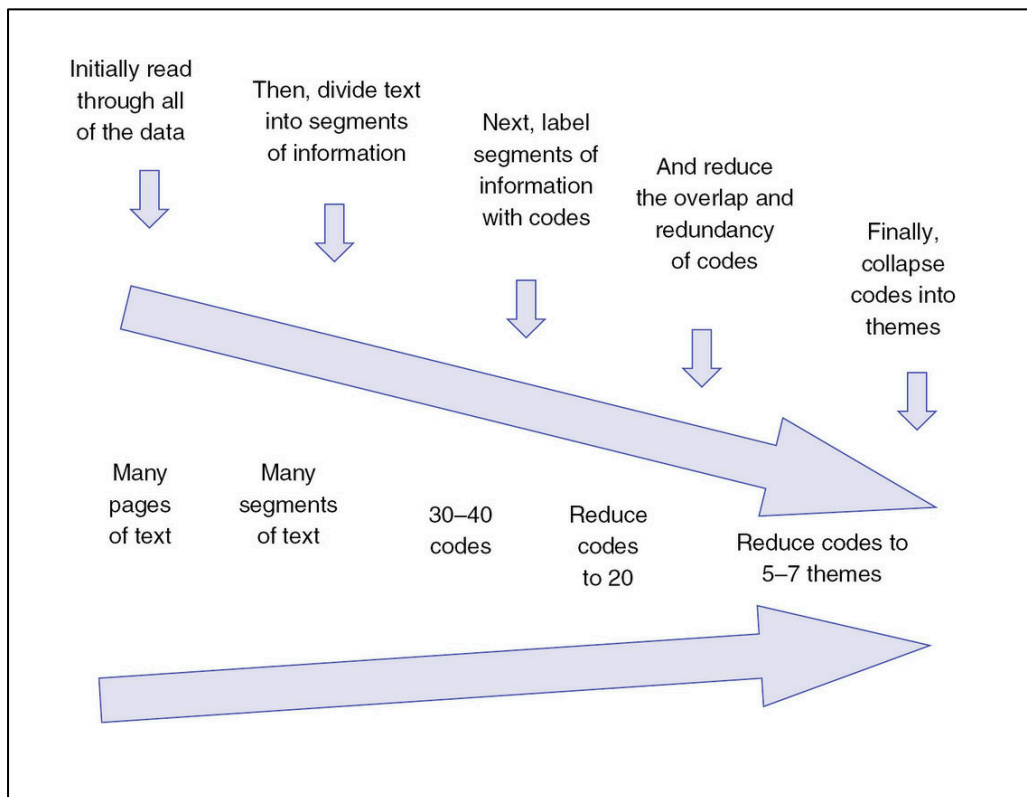 Initially read
through all
of the data
Then, divide text
into segments
of information
Next, label
segments of
information
with codes
And reduce
the overlap and
redundancy
of codes
Finally,
collapse
codes into
themes
Many
pages
of text
Many
segments
of text
30–40
codes
Reduce
codes
to 20
Reduce codes to
5–7 themes